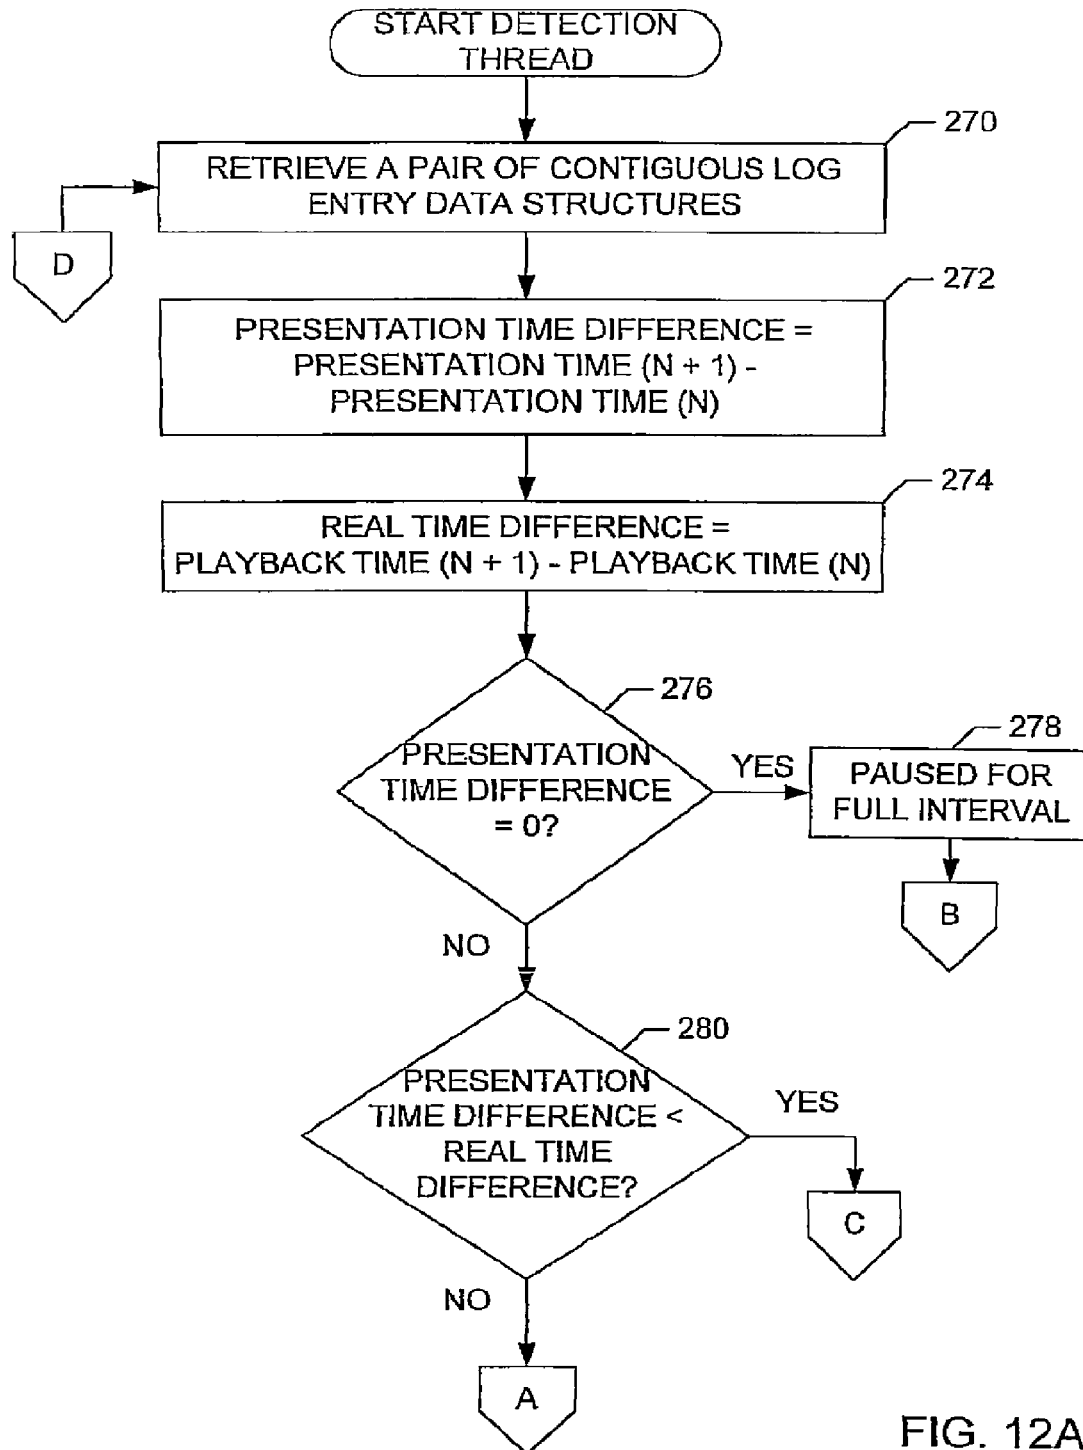 START DETECTION
THREAD
270
RETRIEVE A PAIR OF CONTIGUOUS LOG
ENTRY DATA STRUCTURES
D
272
PRESENTATION TIME DIFFERENCE =
PRESENTATION TIME (N + 1) -
PRESENTATION TIME (N)
274
REAL TIME DIFFERENCE =
PLAYBACK TIME (N + 1) - PLAYBACK TIME (N)
276
PRESENTATION
TIME DIFFERENCE
= 0?
YES
278
PAUSED FOR
FULL INTERVAL
B
NO
280
PRESENTATION
TIME DIFFERENCE <
REAL TIME
DIFFERENCE?
YES
C
NO
A
FIG. 12A